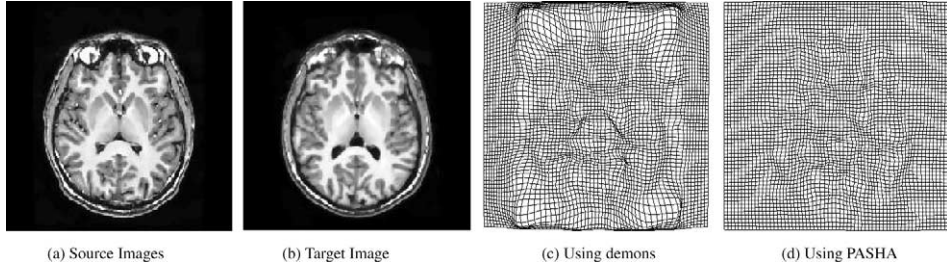 (a) Source Images
(b) Target Image
(c) Using demons
(d) Using PASHA